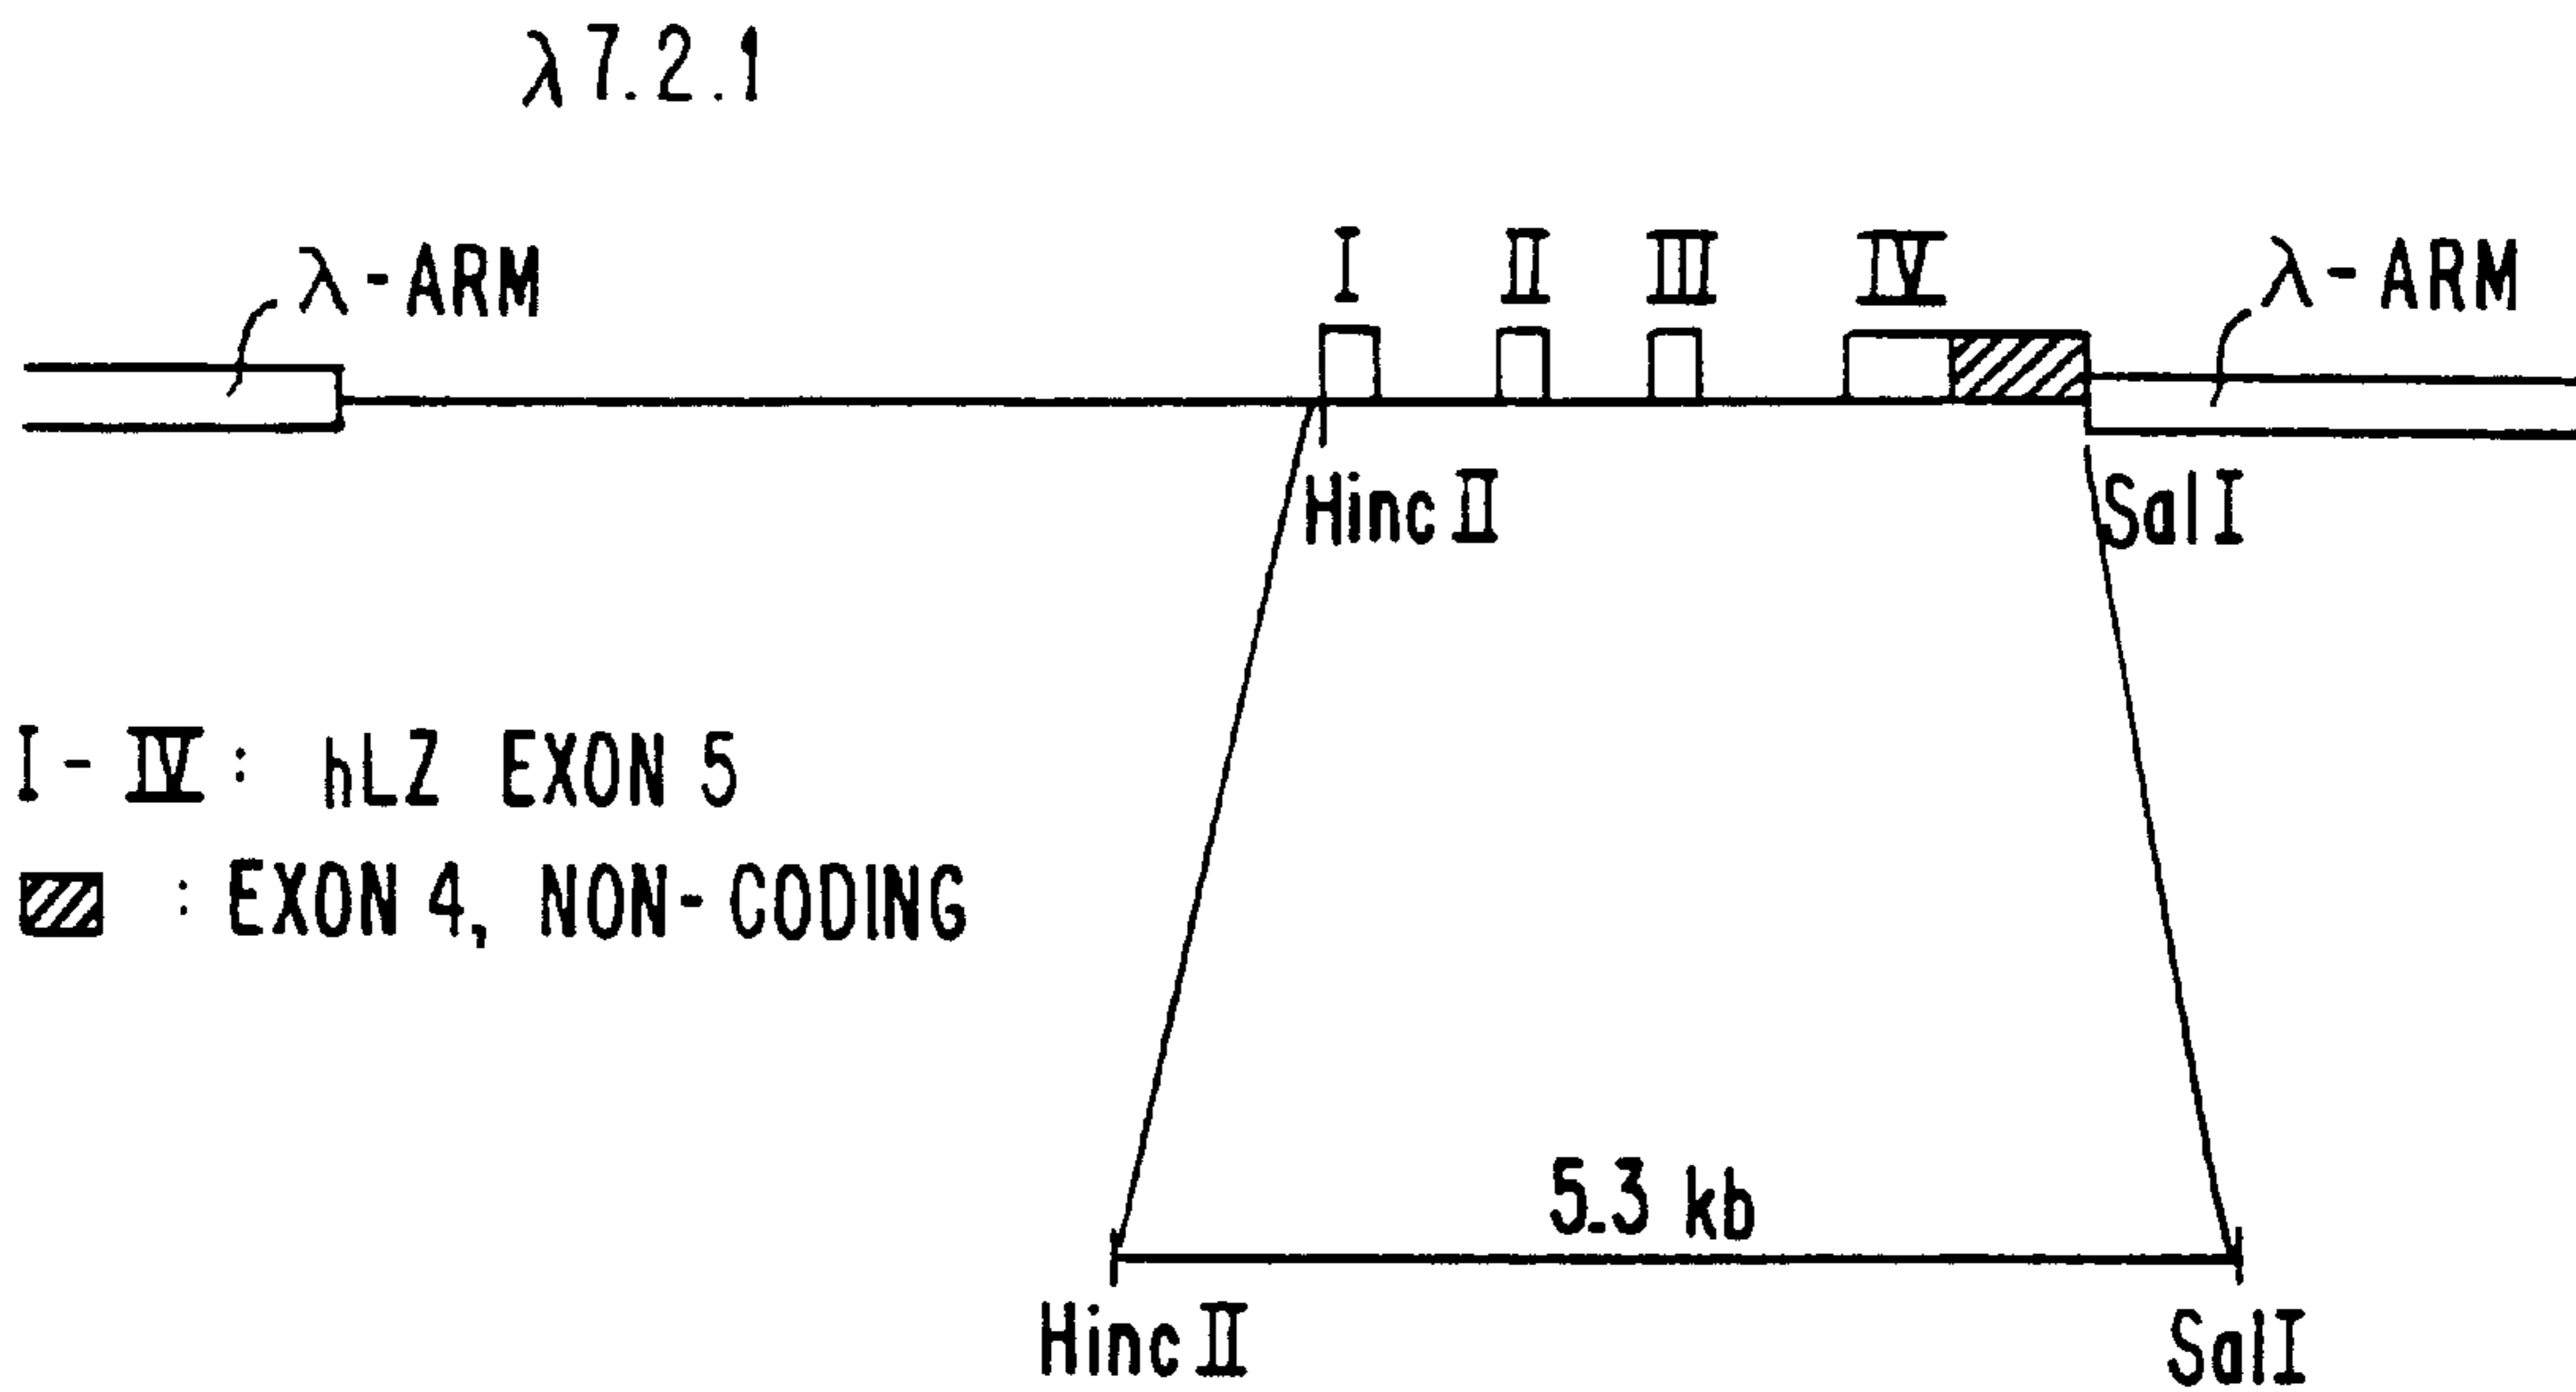 λ7.2.1
λ-ARM
I II III IV
λ-ARM
Hinc II
Sal I
I-IV: hLZ EXON 5
: EXON 4, NON-CODING
5.3 kb
Hinc II
Sal I